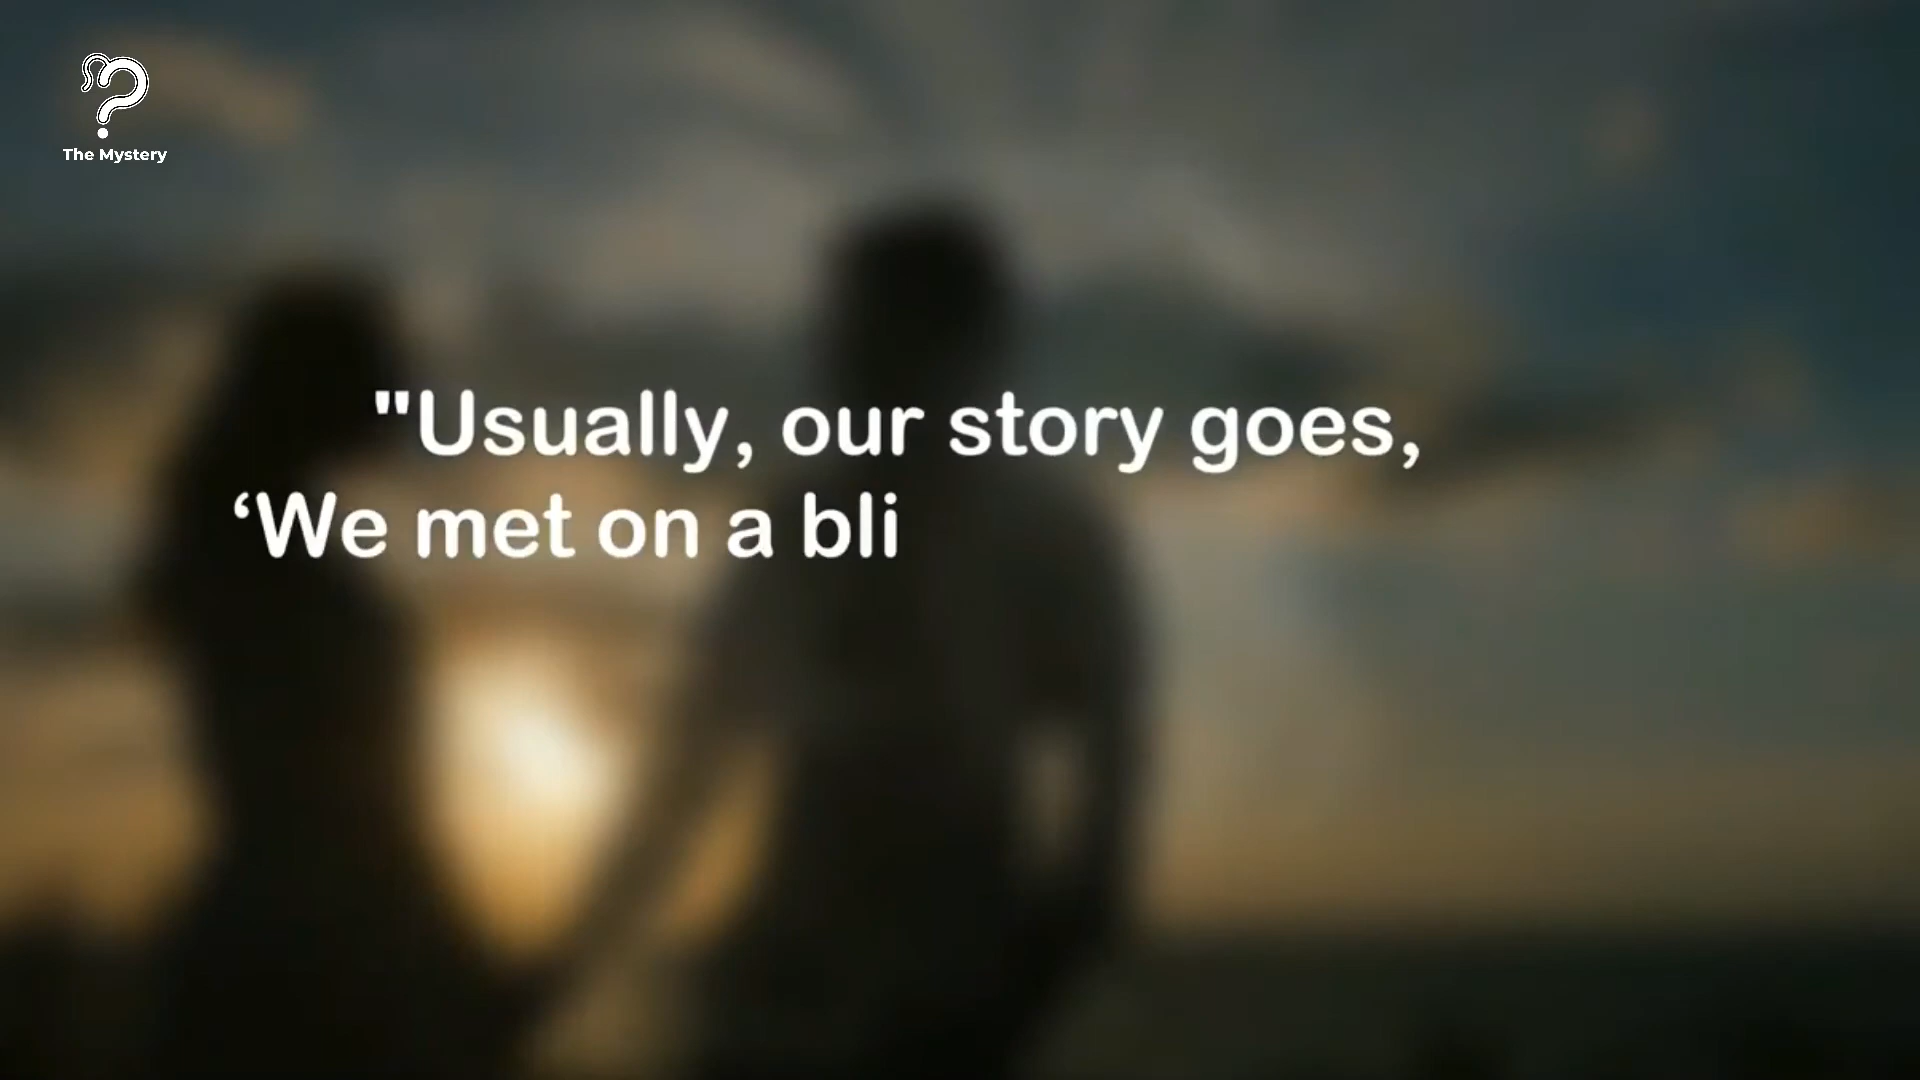 The Mystery
"Usually, our story goes,
‘We met on a bli